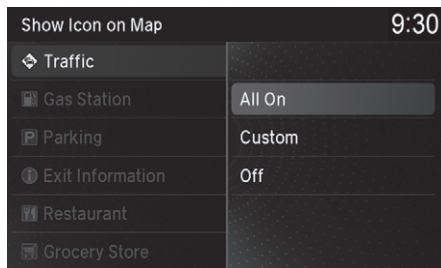 Show Icon on Map
9:30
Traffic
Gas Station
All On
P Parking
Custom
Exit Information
Off
Restaurant
Grocery Store